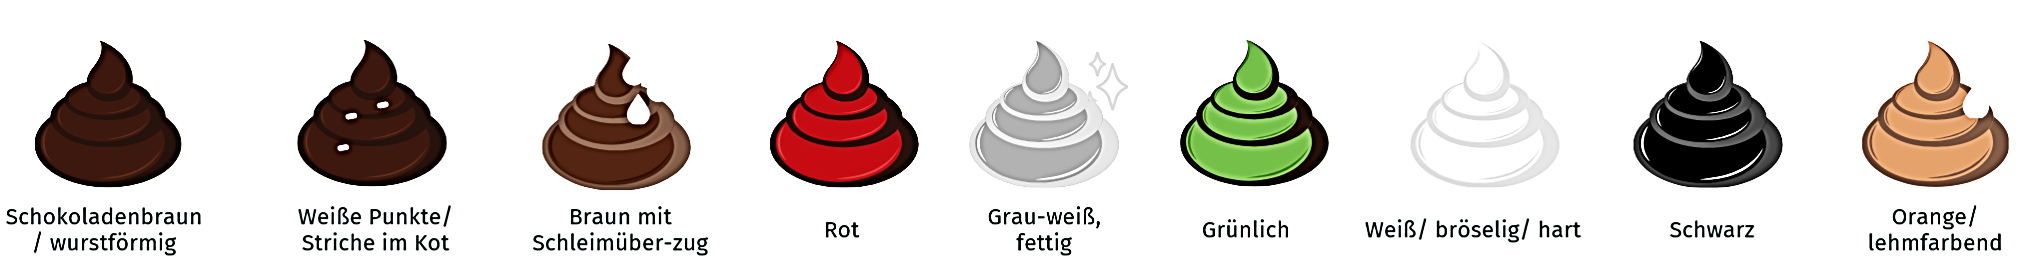 Schokoladenbraun
/ wurstförmig
Weiße Punkte/
Striche im Kot
Braun mit
Schleimüber-zug
Rot
Grau-weiß,
fettig
Grünlich
Weiß/ bröselig/ hart
Schwarz
Orange/
lehmfarbend